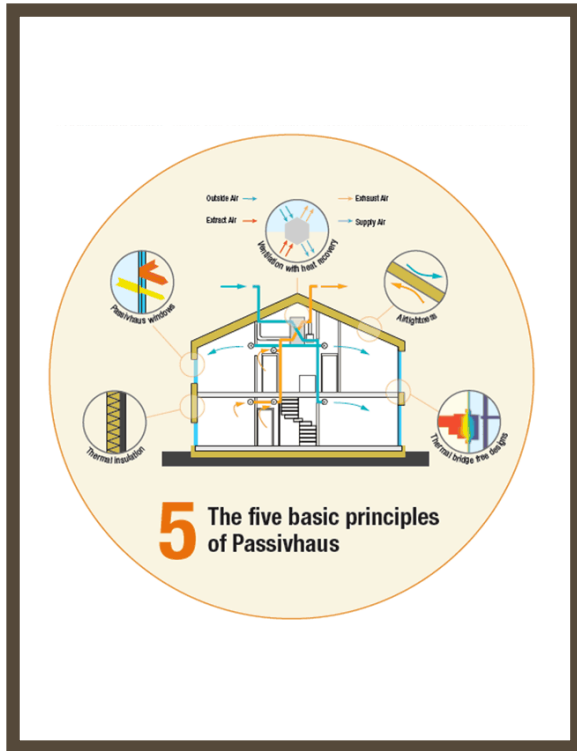 Outside Air
Exhaust Air
Extract Air
Supply Air
Ventilation with heat recovery
Passivhaus windows
Airtightness
Thermal insulation
Thermal bridge free designs
5
The five basic principles
of Passivhaus